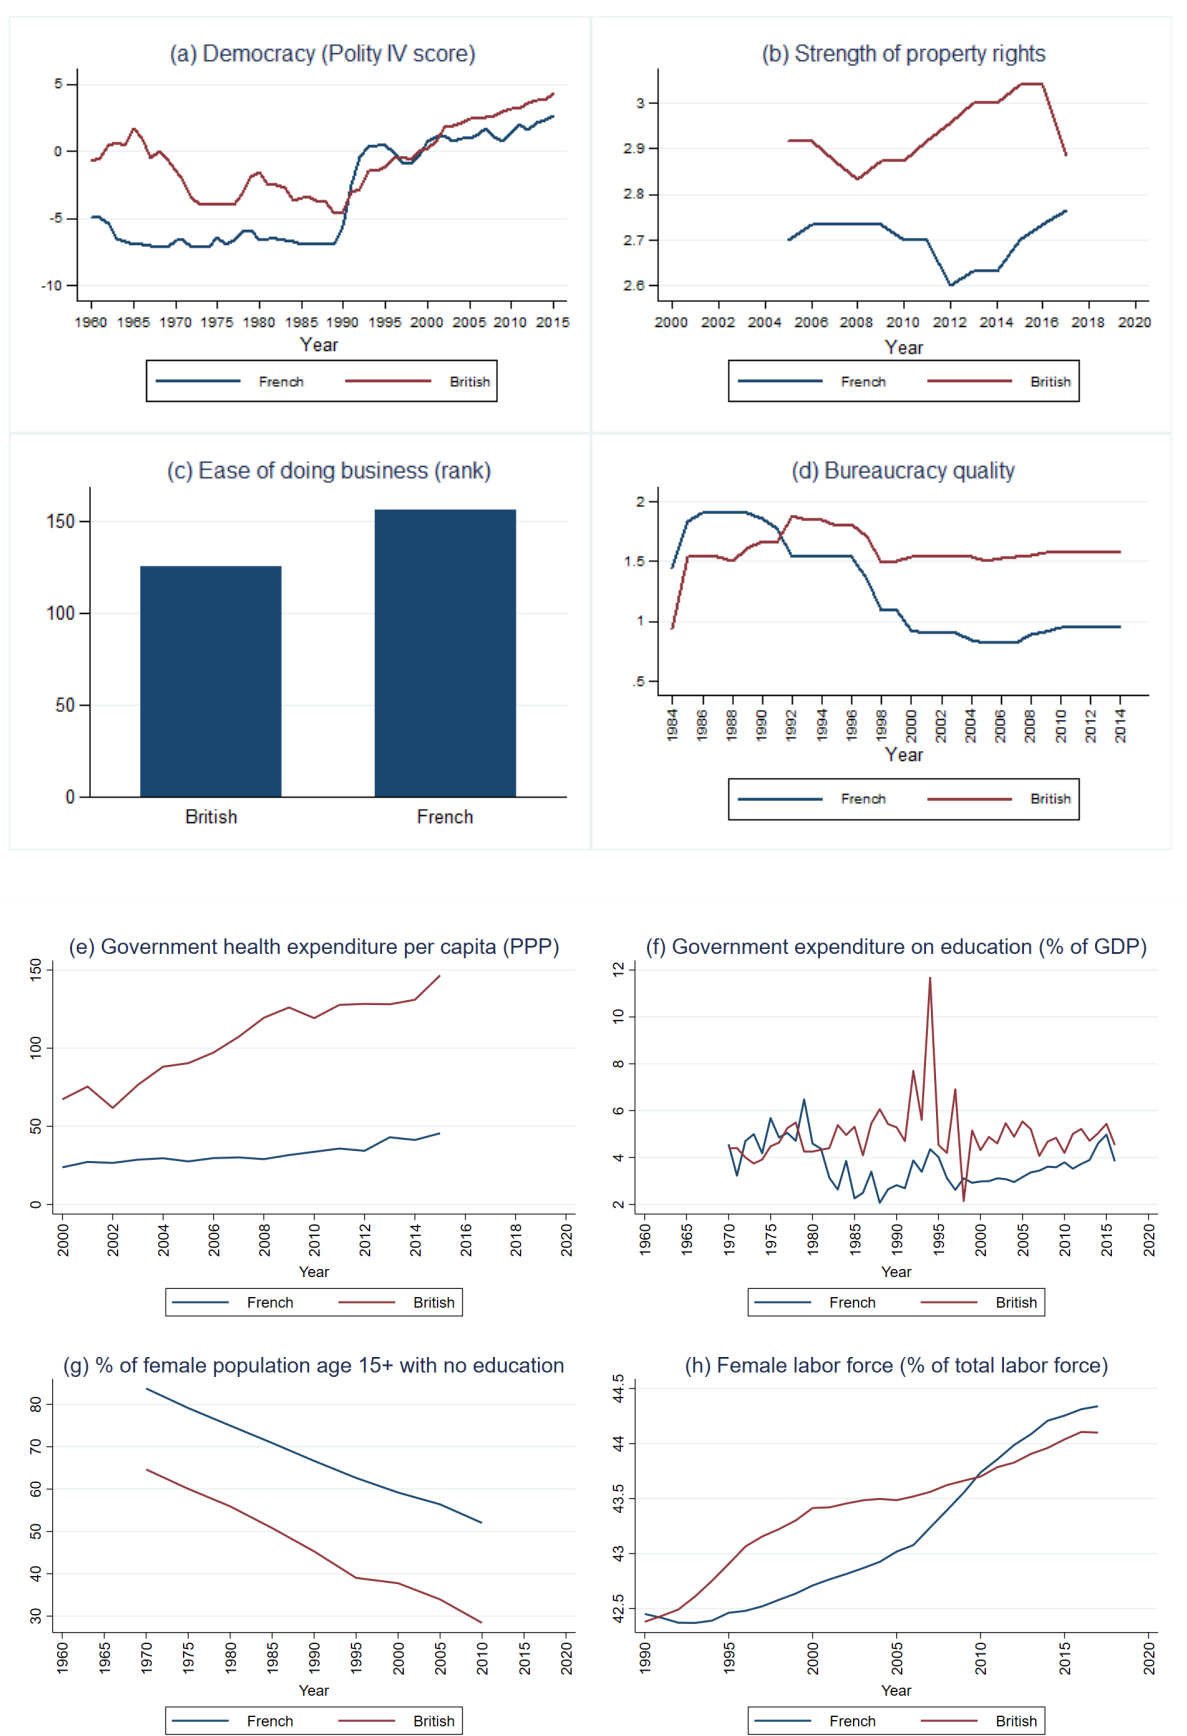 (a) Democracy (Polity IV score)
5
0
-5
-10
1960 1965 1970 1975 1980 1985 1990 1995 2000 2005 2010 2015
Year
French British
(b) Strength of property rights
3
2.9
2.8
2.7
2.6
2000 2002 2004 2006 2008 2010 2012 2014 2016 2018 2020
Year
French British
(c) Ease of doing business (rank)
150
100
50
0
British French
(d) Bureaucracy quality
2
1.5
1
.5
1984 1986 1988 1990 1992 1994 1996 1998 2000 2002 2004 2006 2008 2010 2012 2014
Year
French British
(e) Government health expenditure per capita (PPP)
150
100
50
0
2000 2002 2004 2006 2008 2010 2012 2014 2016 2018 2020
Year
French British
(f) Government expenditure on education (% of GDP)
12
10
8
6
4
2
1960 1965 1970 1975 1980 1985 1990 1995 2000 2005 2010 2015 2020
Year
French British
(g) % of female population age 15+ with no education
80
70
60
50
40
30
1960 1965 1970 1975 1980 1985 1990 1995 2000 2005 2010 2015 2020
Year
French British
(h) Female labor force (% of total labor force)
44.5
44
43.5
43
42.5
1990 1995 2000 2005 2010 2015 2020
Year
French British